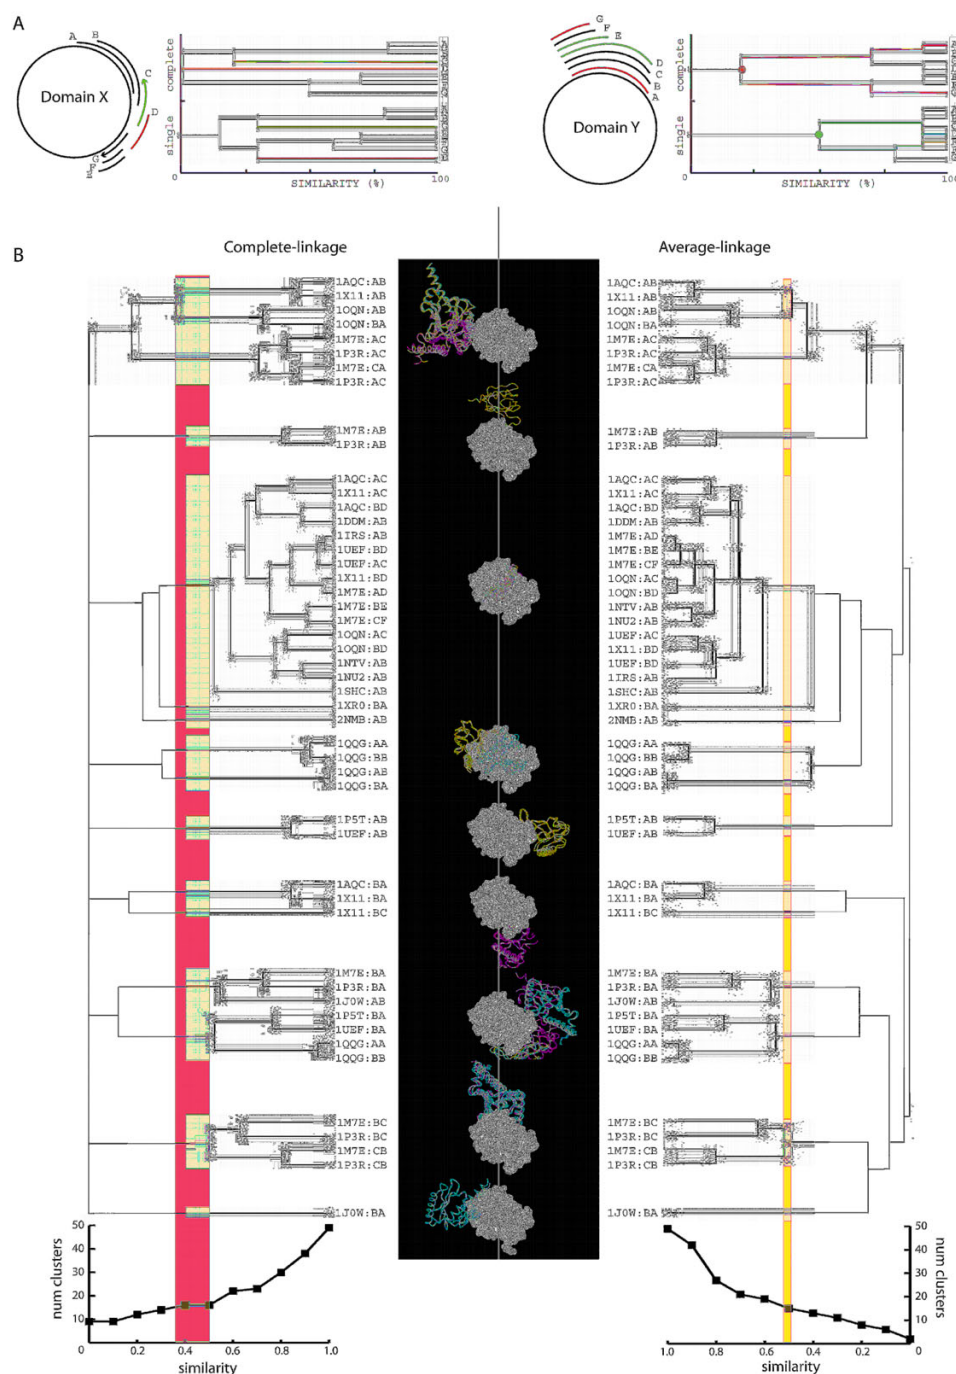 A
A
B
C
D
G
F
E
Domain X
complete
single
SIMILARITY (%)
0
100
G
F
E
D
C
B
A
Domain Y
complete
single
SIMILARITY (%)
0
100
B
Complete-linkage
Average-linkage
1AQC:AB
1X11:AB
1OQN:AB
1OQN:BA
1M7E:AC
1P3R:AC
1M7E:CA
1P3R:AC
1M7E:AB
1P3R:AB
1AQC:AC
1X11:AC
1AQC:BD
1DDM:AB
1IRS:AB
1UEF:BD
1UEF:AC
1X11:BD
1M7E:AD
1M7E:BE
1M7E:CF
1OQN:AC
1OQN:BD
1NTV:AB
1NU2:AB
1SHC:AB
1XR0:BA
2NMB:AB
1QQG:AA
1QQG:BB
1QQG:AB
1QQG:BA
1P5T:AB
1UEF:AB
1AQC:BA
1X11:BA
1X11:BC
1M7E:BA
1P3R:BA
1J0W:AB
1P5T:BA
1UEF:BA
1QQG:AA
1QQG:BB
1M7E:BC
1P3R:BC
1M7E:CB
1P3R:CB
1J0W:BA
1AQC:AB
1X11:AB
1OQN:AB
1OQN:BA
1M7E:AC
1P3R:AC
1M7E:CA
1P3R:AC
1M7E:AB
1P3R:AB
1AQC:AC
1X11:AC
1AQC:BD
1DDM:AB
1M7E:AD
1M7E:BE
1M7E:CF
1OQN:AC
1OQN:BD
1NTV:AB
1NU2:AB
1UEF:AC
1X11:BD
1UEF:BD
1IRS:AB
1SHC:AB
1XR0:BA
2NMB:AB
1QQG:AA
1QQG:BB
1QQG:AB
1QQG:BA
1P5T:AB
1UEF:AB
1AQC:BA
1X11:BA
1X11:BC
1M7E:BA
1P3R:BA
1J0W:AB
1P5T:BA
1UEF:BA
1QQG:AA
1QQG:BB
1M7E:BC
1P3R:BC
1M7E:CB
1P3R:CB
1J0W:BA
num clusters
50
40
30
20
10
0 0.2 0.4 0.6 0.8 1.0
similarity
50
40
30
20
10
num clusters
1.0 0.8 0.6 0.4 0.2 0
similarity